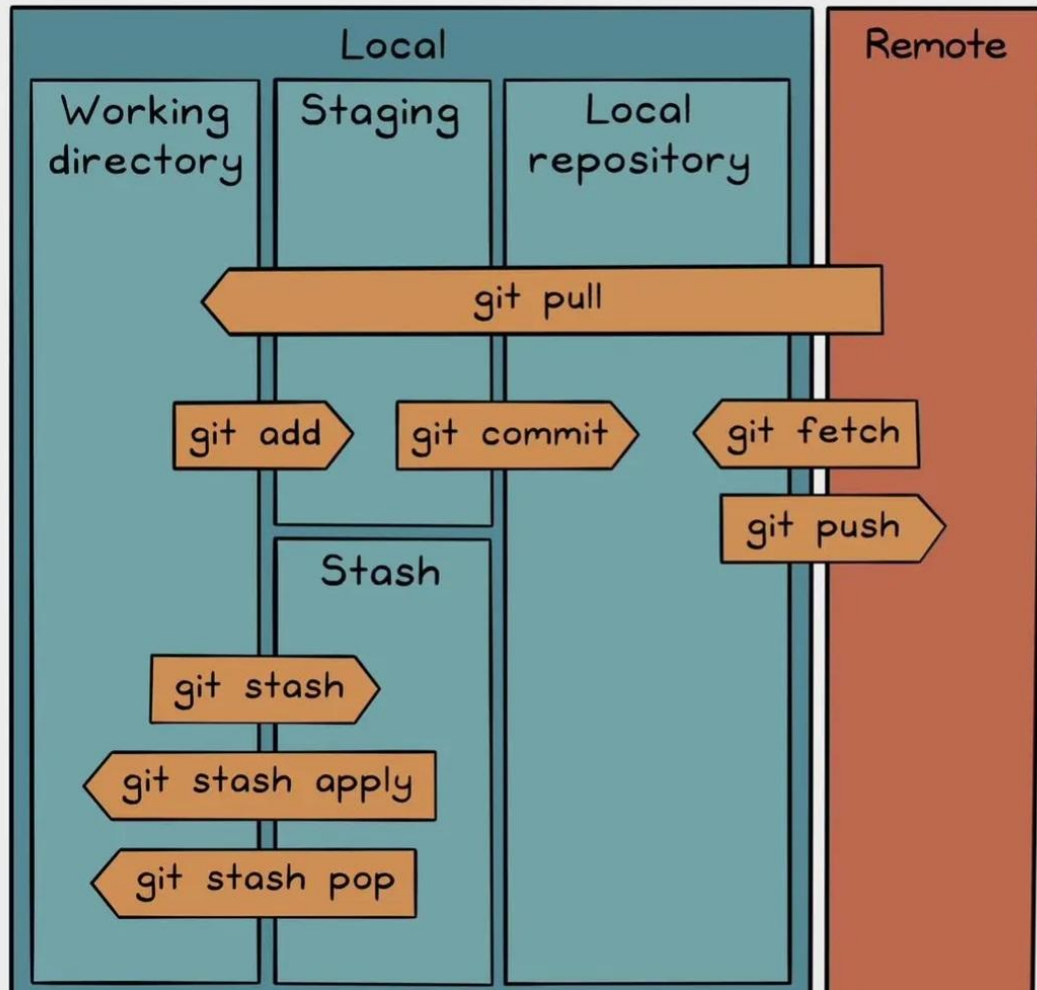 Local
Remote
Working
directory
Staging
Local
repository
git pull
git add
git commit
git fetch
git push
Stash
git stash
git stash apply
git stash pop